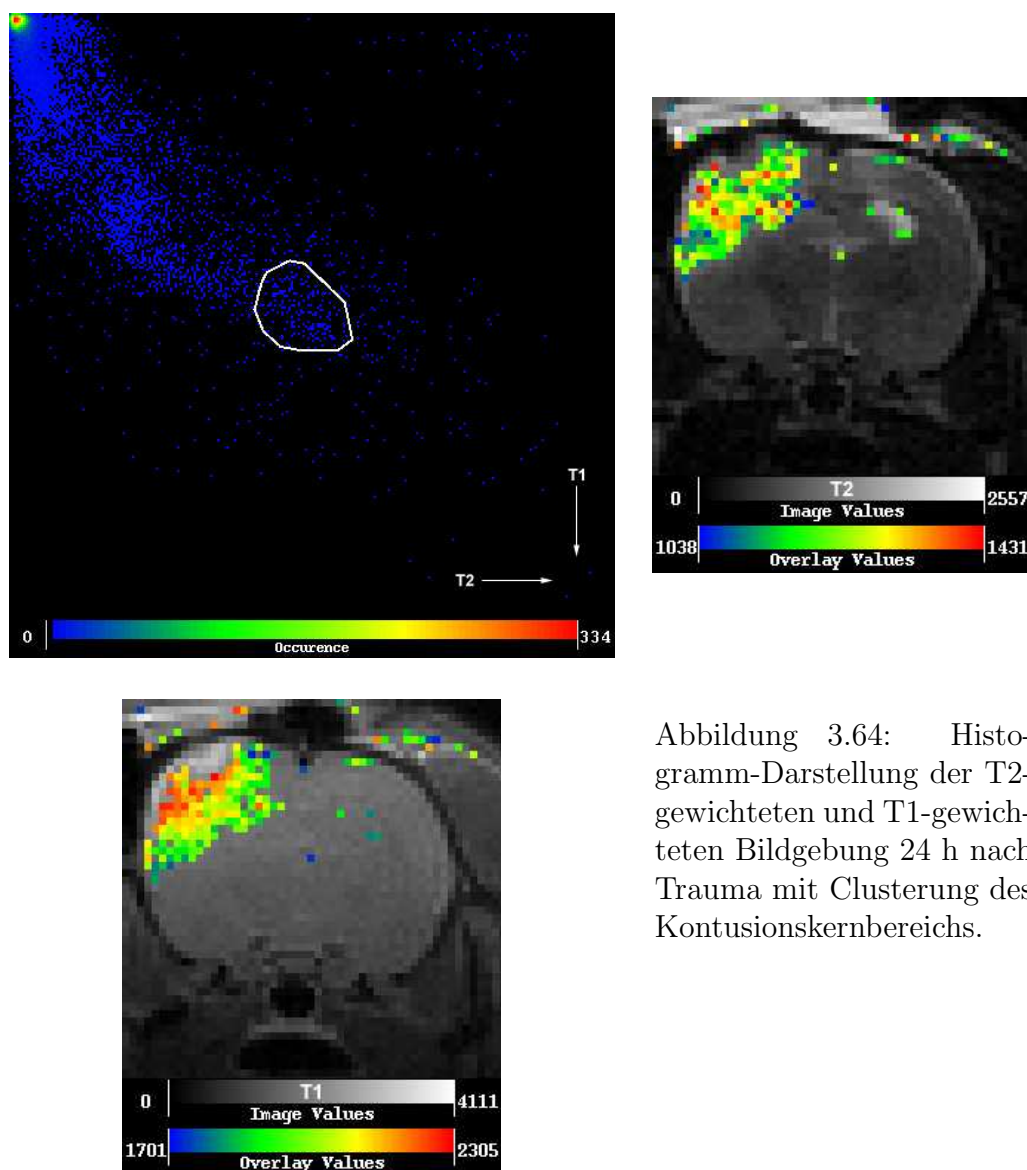 T1
T2
0 334
Occurence
0 T2 2557
Image Values
1038 1431
Overlay Values
0 T1 4111
Image Values
1701 2305
Overlay Values
Abbildung 3.64: Histo-
gramm-Darstellung der T2-
gewichteten und T1-gewich-
teten Bildgebung 24 h nach
Trauma mit Clusterung des
Kontusionskernbereichs.